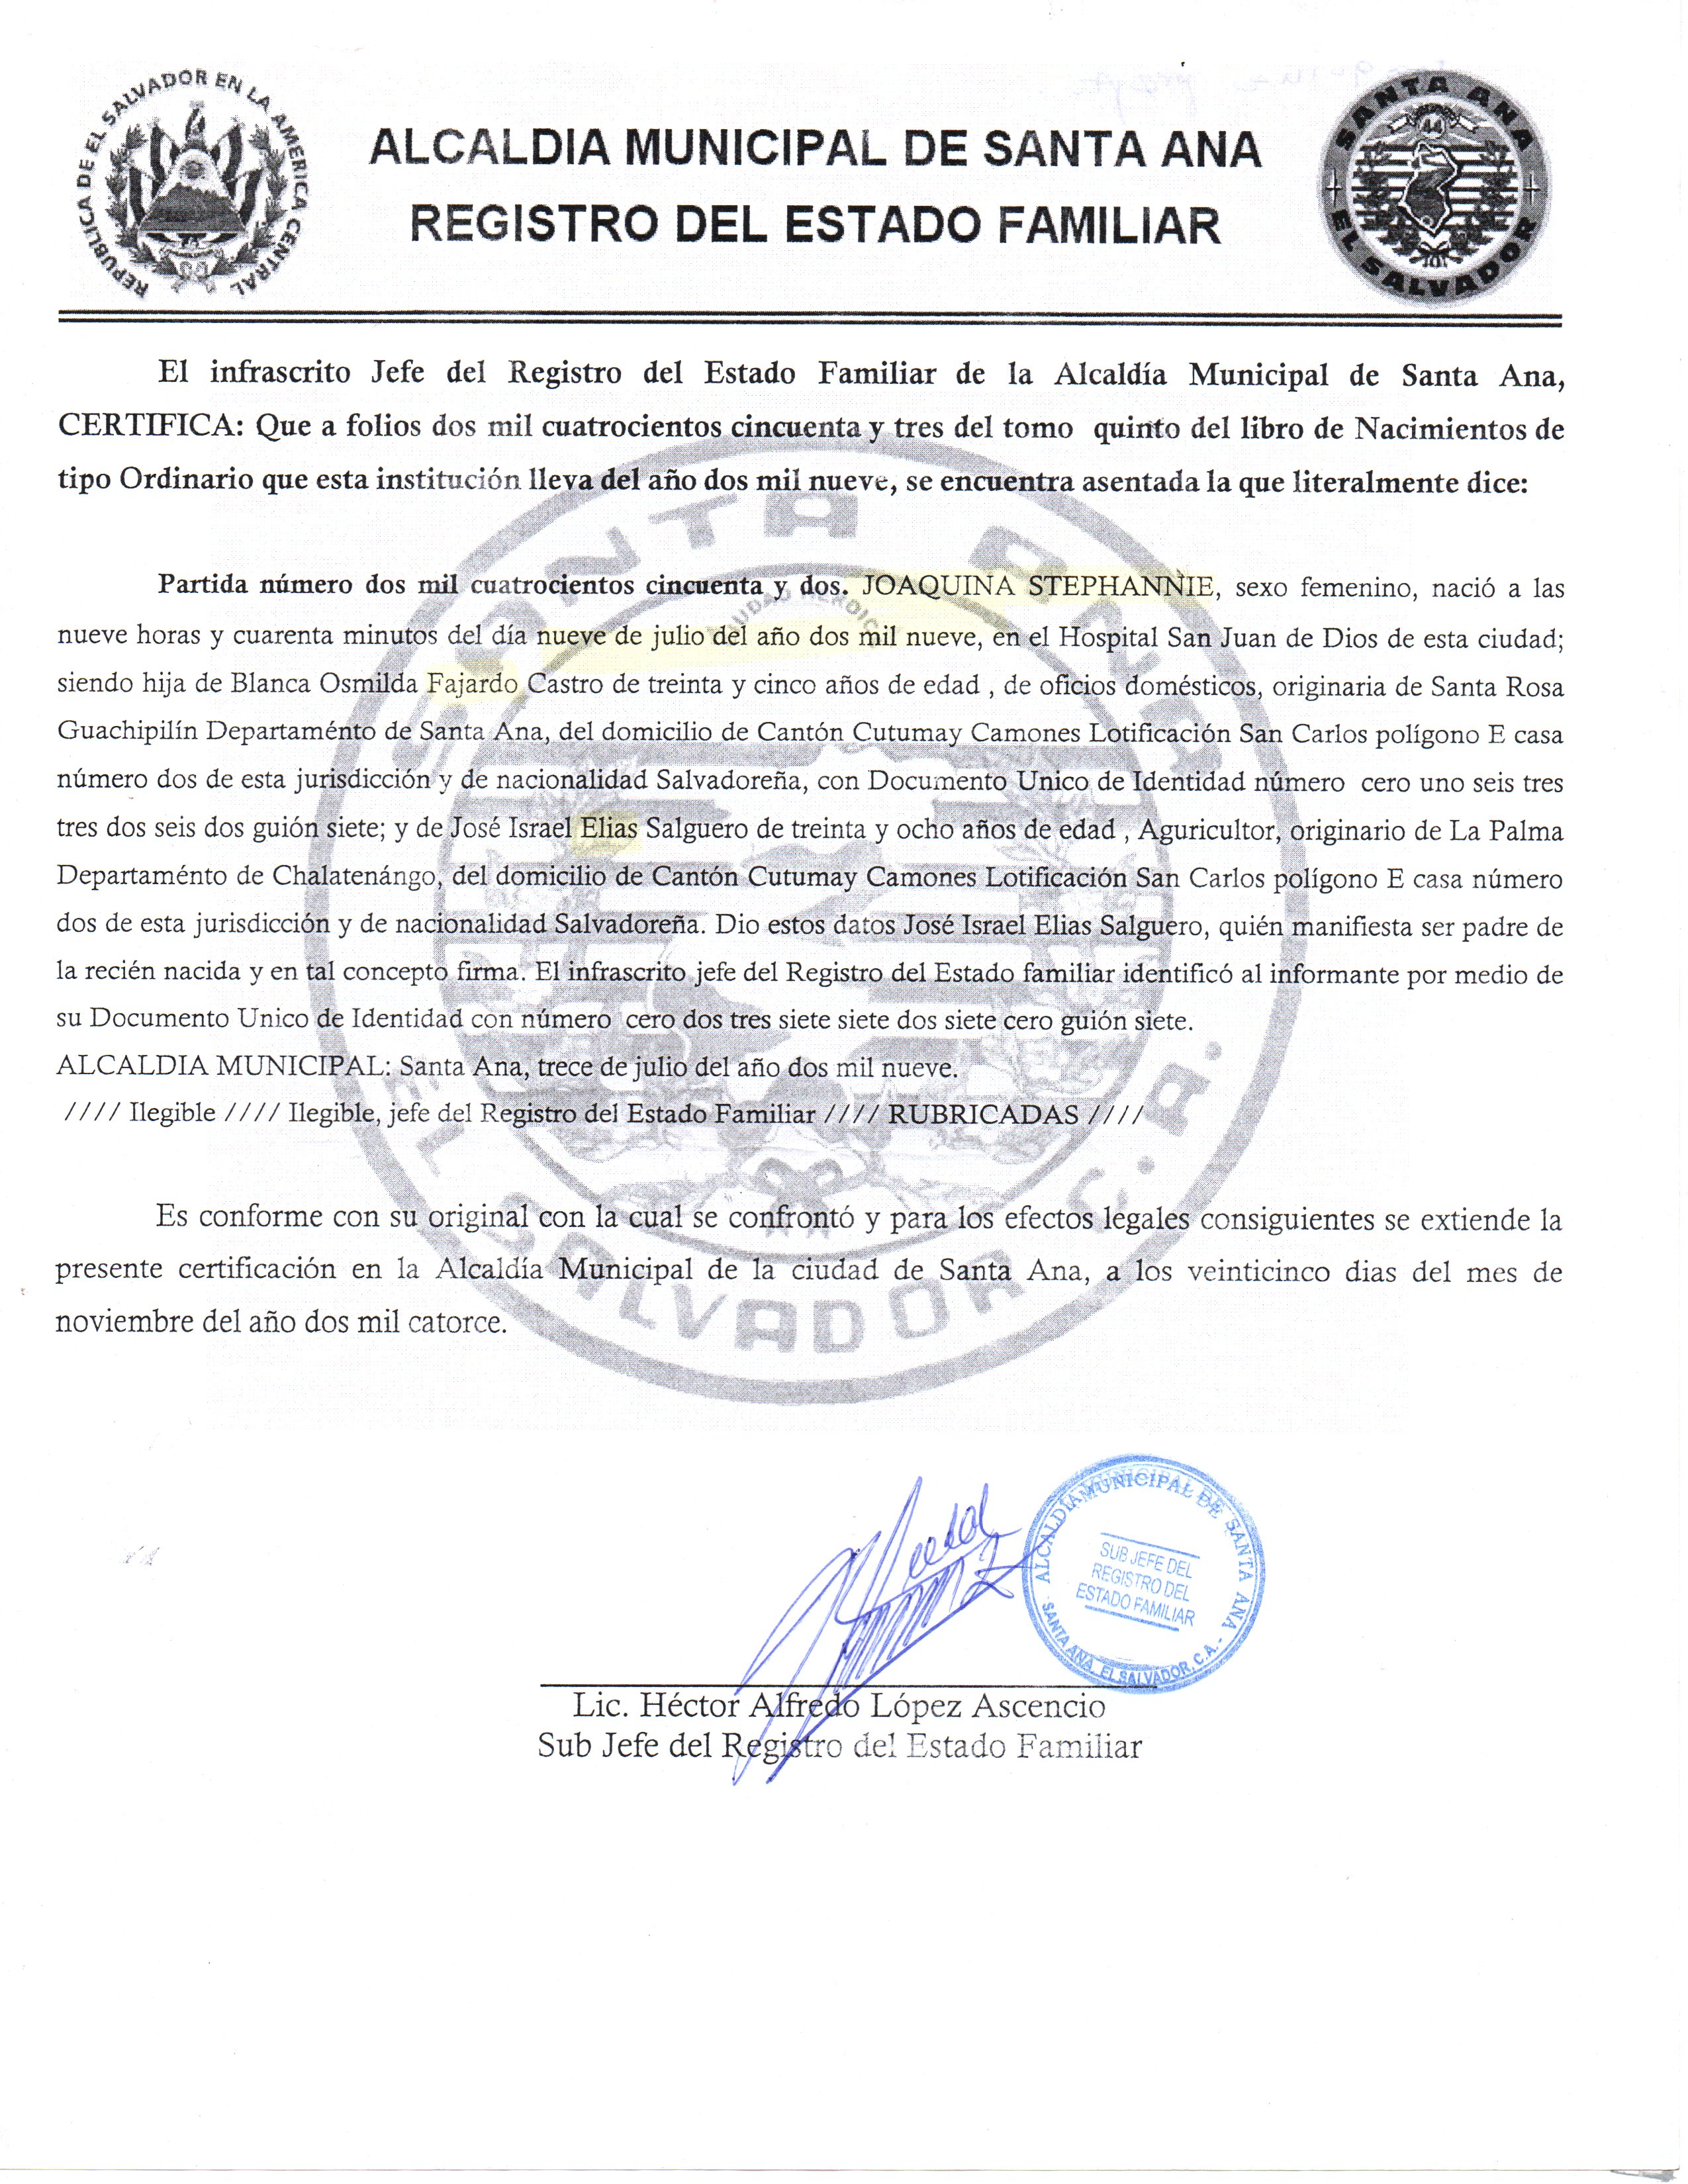 REPUBLICA DE EL SALVADOR EN LA AMERICA CENTRAL
ALCALDIA MUNICIPAL DE SANTA ANA
REGISTRO DEL ESTADO FAMILIAR
SANTA ANA
44
EL SALVADOR
El infrascrito Jefe del Registro del Estado Familiar de la Alcaldía Municipal de Santa Ana,
CERTIFICA: Que a folios dos mil cuatrocientos cincuenta y tres del tomo quinto del libro de Nacimientos de
tipo Ordinario que esta institución lleva del año dos mil nueve, se encuentra asentada la que literalmente dice:
Partida número dos mil cuatrocientos cincuenta y dos. JOAQUINA STEPHANNIE, sexo femenino, nació a las
nueve horas y cuarenta minutos del día nueve de julio del año dos mil nueve, en el Hospital San Juan de Dios de esta ciudad;
siendo hija de Blanca Osmilda Fajardo Castro de treinta y cinco años de edad , de oficios domésticos, originaria de Santa Rosa
Guachipilín Departaménto de Santa Ana, del domicilio de Cantón Cutumay Camones Lotificación San Carlos polígono E casa
número dos de esta jurisdicción y de nacionalidad Salvadoreña, con Documento Unico de Identidad número cero uno seis tres
tres dos seis dos guión siete; y de José Israel Elias Salguero de treinta y ocho años de edad , Aguricultor, originario de La Palma
Departaménto de Chalatenángo, del domicilio de Cantón Cutumay Camones Lotificación San Carlos polígono E casa número
dos de esta jurisdicción y de nacionalidad Salvadoreña. Dio estos datos José Israel Elias Salguero, quién manifiesta ser padre de
la recién nacida y en tal concepto firma. El infrascrito jefe del Registro del Estado familiar identificó al informante por medio de
su Documento Unico de Identidad con número cero dos tres siete siete dos siete cero guión siete.
ALCALDIA MUNICIPAL: Santa Ana, trece de julio del año dos mil nueve.
//// Ilegible //// Ilegible, jefe del Registro del Estado Familiar //// RUBRICADAS ////
Es conforme con su original con la cual se confrontó y para los efectos legales consiguientes se extiende la
presente certificación en la Alcaldía Municipal de la ciudad de Santa Ana, a los veinticinco dias del mes de
noviembre del año dos mil catorce.
SANTA ANA
EL SALVADOR C.A.
ALCALDIA MUNICIPAL DE SANTA ANA -
SUB JEFE DEL
REGISTRO DEL
ESTADO FAMILIAR
SANTA ANA, EL SALVADOR, C.A.
Lic. Héctor Alfredo López Ascencio
Sub Jefe del Registro del Estado Familiar